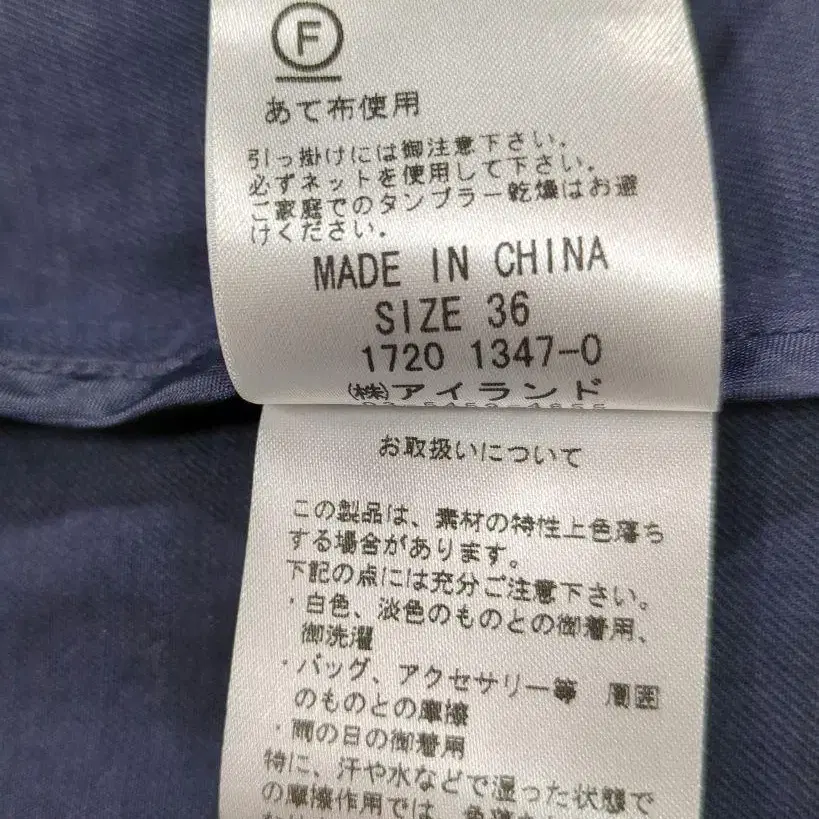 F
あて布使用
引っ掛けには御注意下さい.
必ずネットを使用して下さい.
ご家庭でのタンブラー乾燥はお避
けください.
MADE IN CHINA
SIZE 36
1720 1347-0
㈱アイランド
お取扱いについて
この製品は、素材の特性上色落ち
する場合があります。
下記の点には充分ご注意下さい。
・白色、淡色のものとの御着用、
御洗濯
・バッグ、アクセサリー等 周囲
のものとの摩擦
・雨の日の御着用
特に、汗や水などで湿った状態で
の摩擦作用では、色落ち